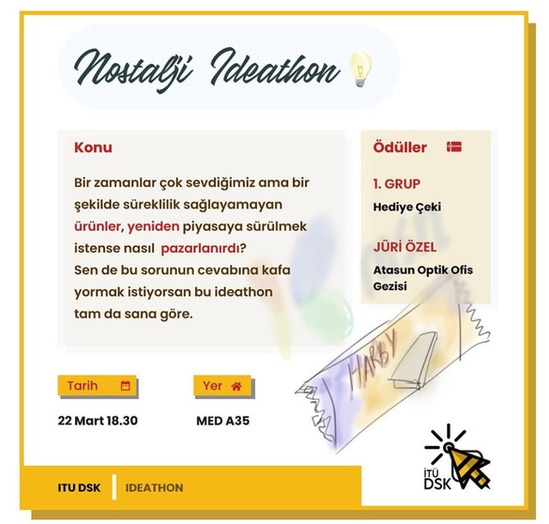 Nostalji Ideathon
Konu
Bir zamanlar çok sevdiğimiz ama bir
şekilde süreklilik sağlayamayan
ürünler, yeniden piyasaya sürülmek
istense nasıl pazarlanırdı?
Sen de bu sorunun cevabına kafa
yormak istiyorsan bu ideathon
tam da sana göre.
Ödüller
1. GRUP
Hediye Çeki
JÜRİ ÖZEL
Atasun Optik Ofis
Gezisi
msn
HARBY
Tarih
22 Mart 18.30
Yer
MED A35
İTÜ
DSK
ITU DSK
IDEATHON